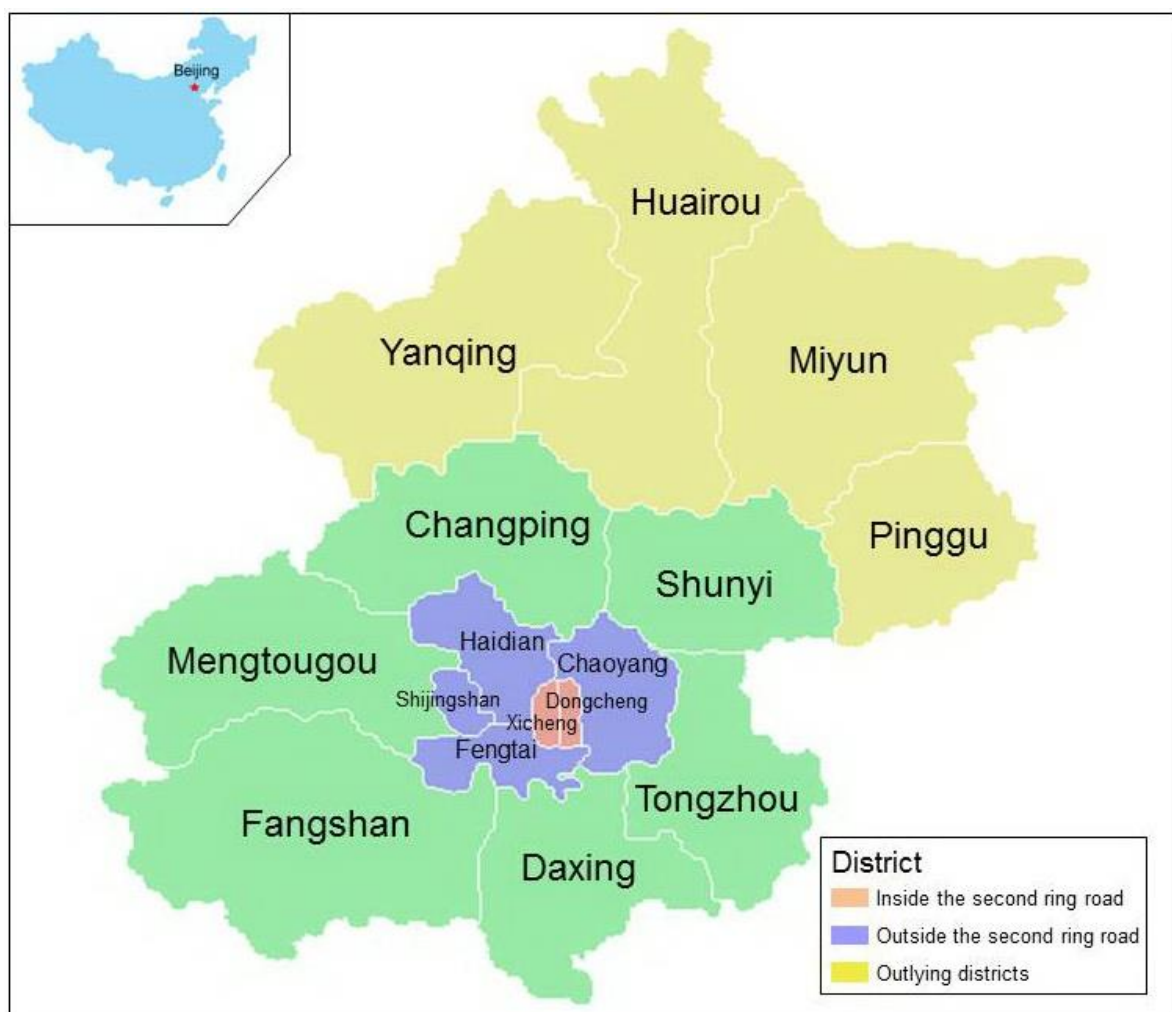 Beijing
Huairou
Yanqing
Miyun
Changping
Pinggu
Shunyi
Haidian
Mengtougou
Chaoyang
Shijingshan
Dongcheng
Xicheng
Fengtai
Tongzhou
Fangshan
Daxing
District
Inside the second ring road
Outside the second ring road
Outlying districts